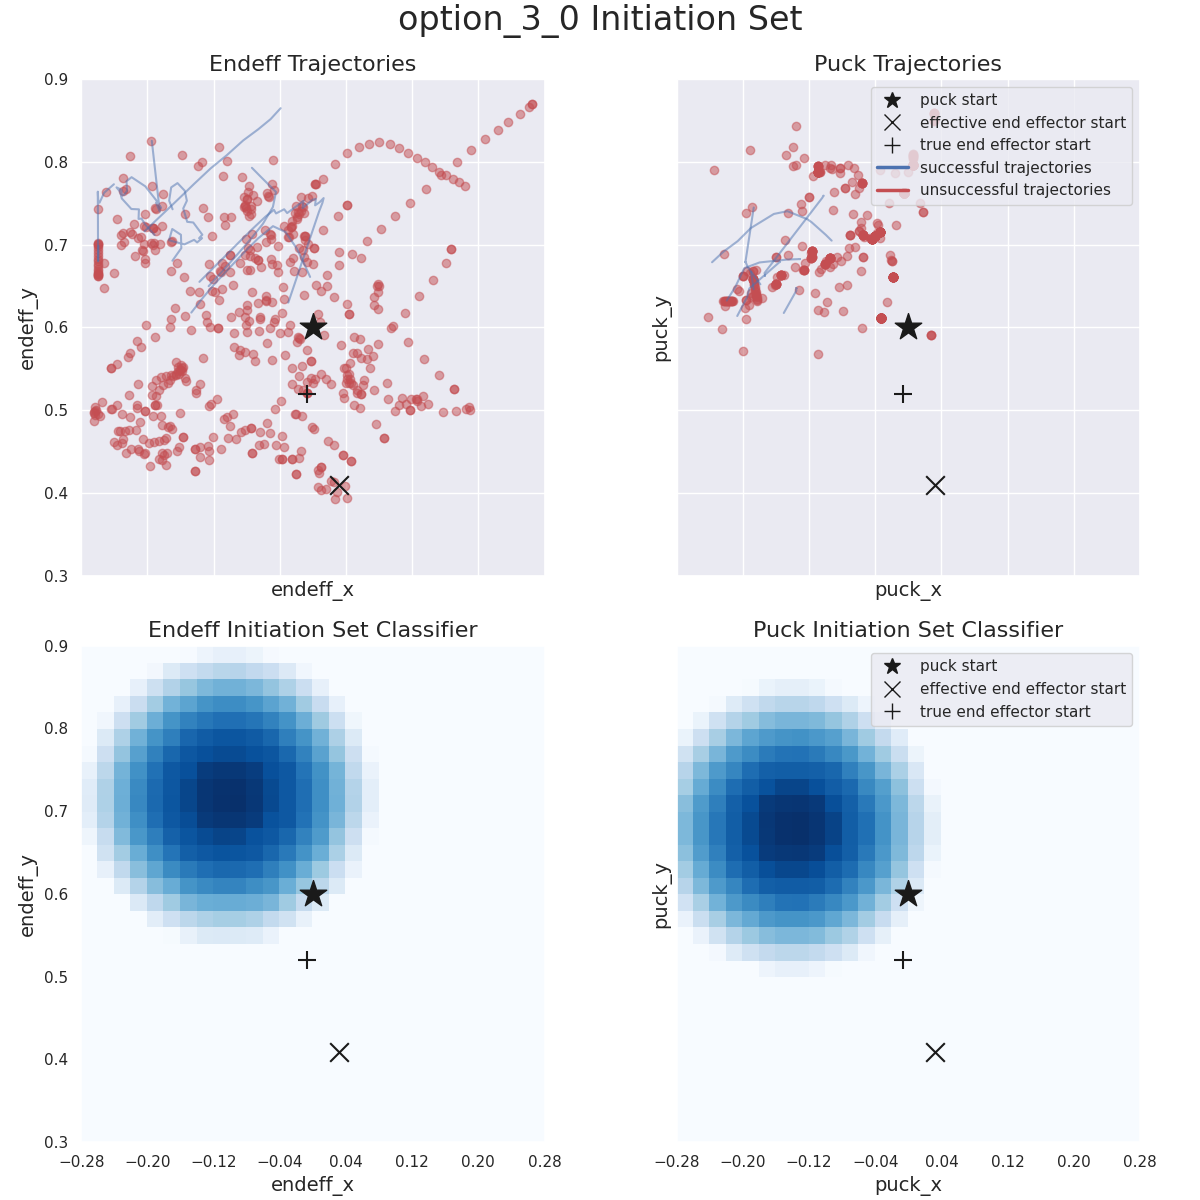 option_3_0 Initiation Set
Endeff Trajectories
Puck Trajectories
0.9
0.8
0.7
0.6
0.5
0.4
0.3
endeff_y
endeff_x
puck start
effective end effector start
true end effector start
successful trajectories
unsuccessful trajectories
puck_y
puck_x
Endeff Initiation Set Classifier
Puck Initiation Set Classifier
0.9
0.8
0.7
0.6
0.5
0.4
0.3
endeff_y
−0.28 −0.20 −0.12 −0.04 0.04 0.12 0.20 0.28
endeff_x
puck start
effective end effector start
true end effector start
puck_y
−0.28 −0.20 −0.12 −0.04 0.04 0.12 0.20 0.28
puck_x